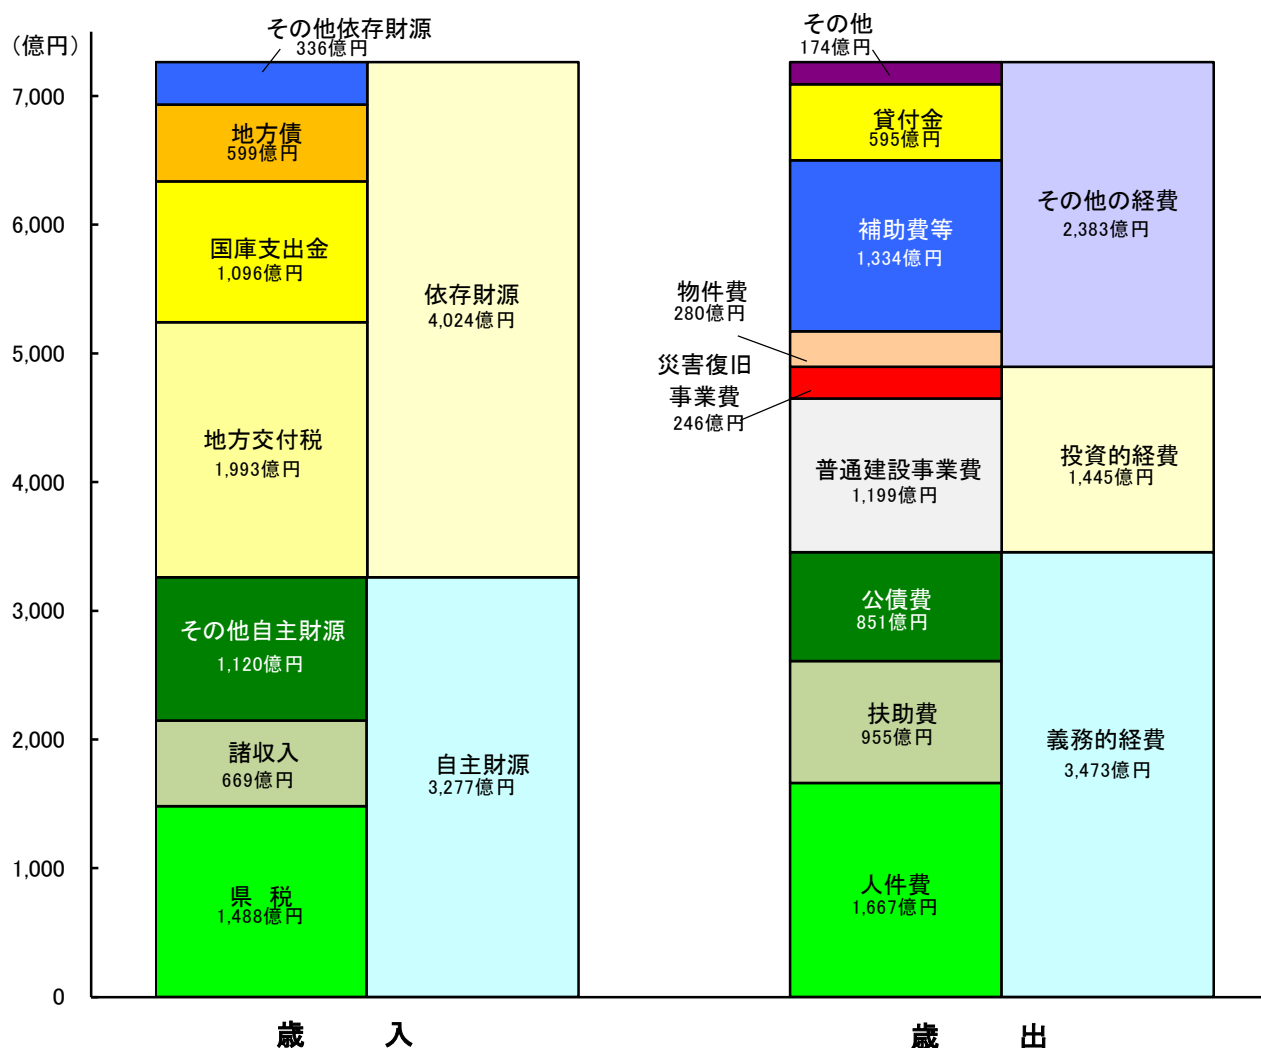 （億円）
7,000
6,000
5,000
4,000
3,000
2,000
1,000
0
その他依存財源
336億円
地方債
599億円
国庫支出金
1,096億円
地方交付税
1,993億円
その他自主財源
1,120億円
諸収入
669億円
県 税
1,488億円
依存財源
4,024億円
自主財源
3,277億円
歳 入
その他
174億円
貸付金
595億円
補助費等
1,334億円
物件費
280億円
災害復旧
事業費
246億円
普通建設事業費
1,199億円
公債費
851億円
扶助費
955億円
人件費
1,667億円
その他の経費
2,383億円
投資的経費
1,445億円
義務的経費
3,473億円
歳 出